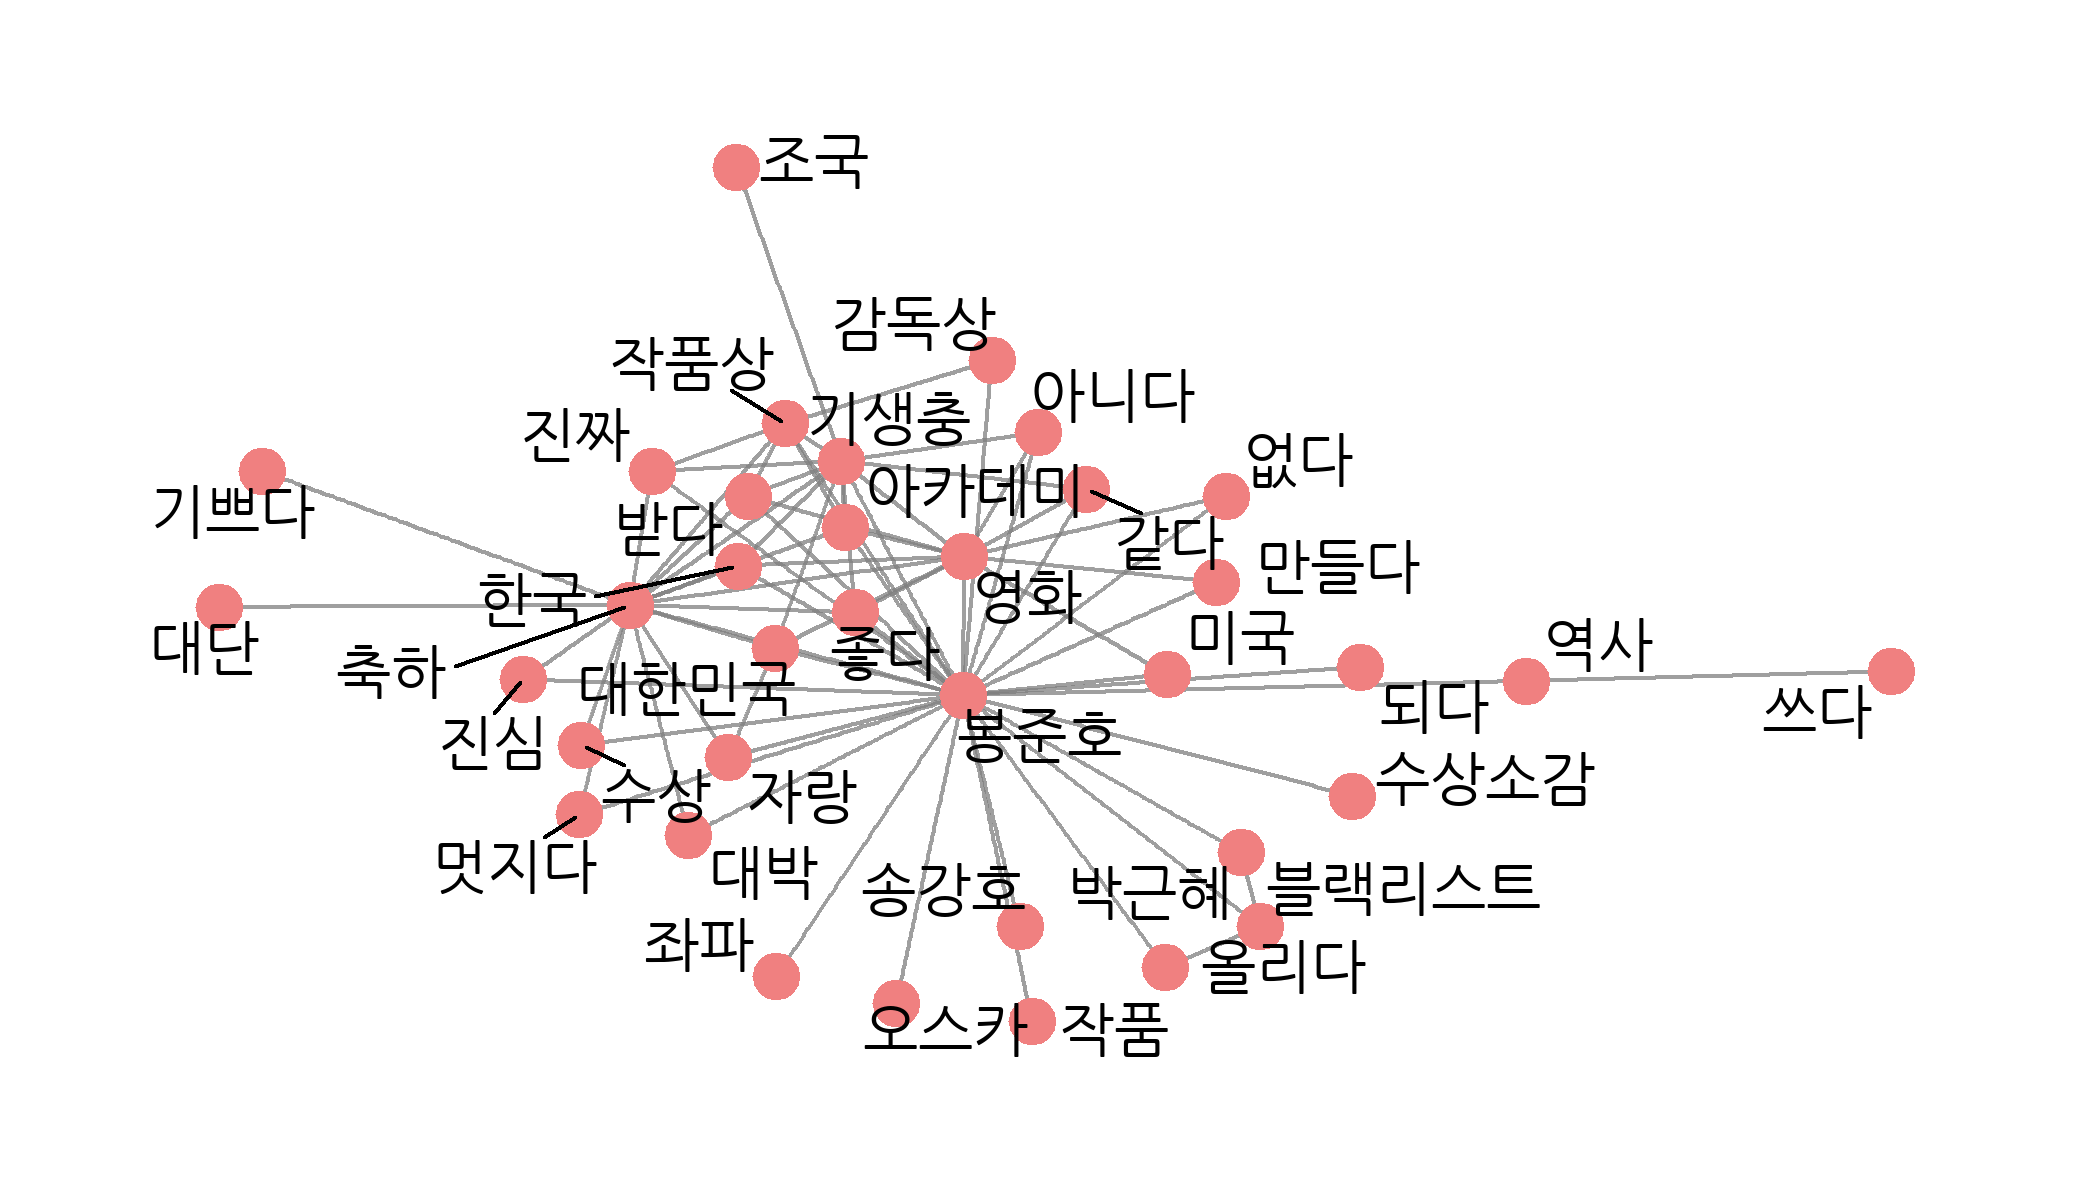 조국
감독상
작품상
아니다
기생충
진짜
없다
아카데미
기쁘다
받다
같다
만들다
한국
영화
대단
미국
역사
좋다
축하
대한민국
되다
쓰다
진심
봉준호
수상
자랑
수상소감
멋지다
대박
송강호
박근혜
블랙리스트
좌파
올리다
오스카
작품